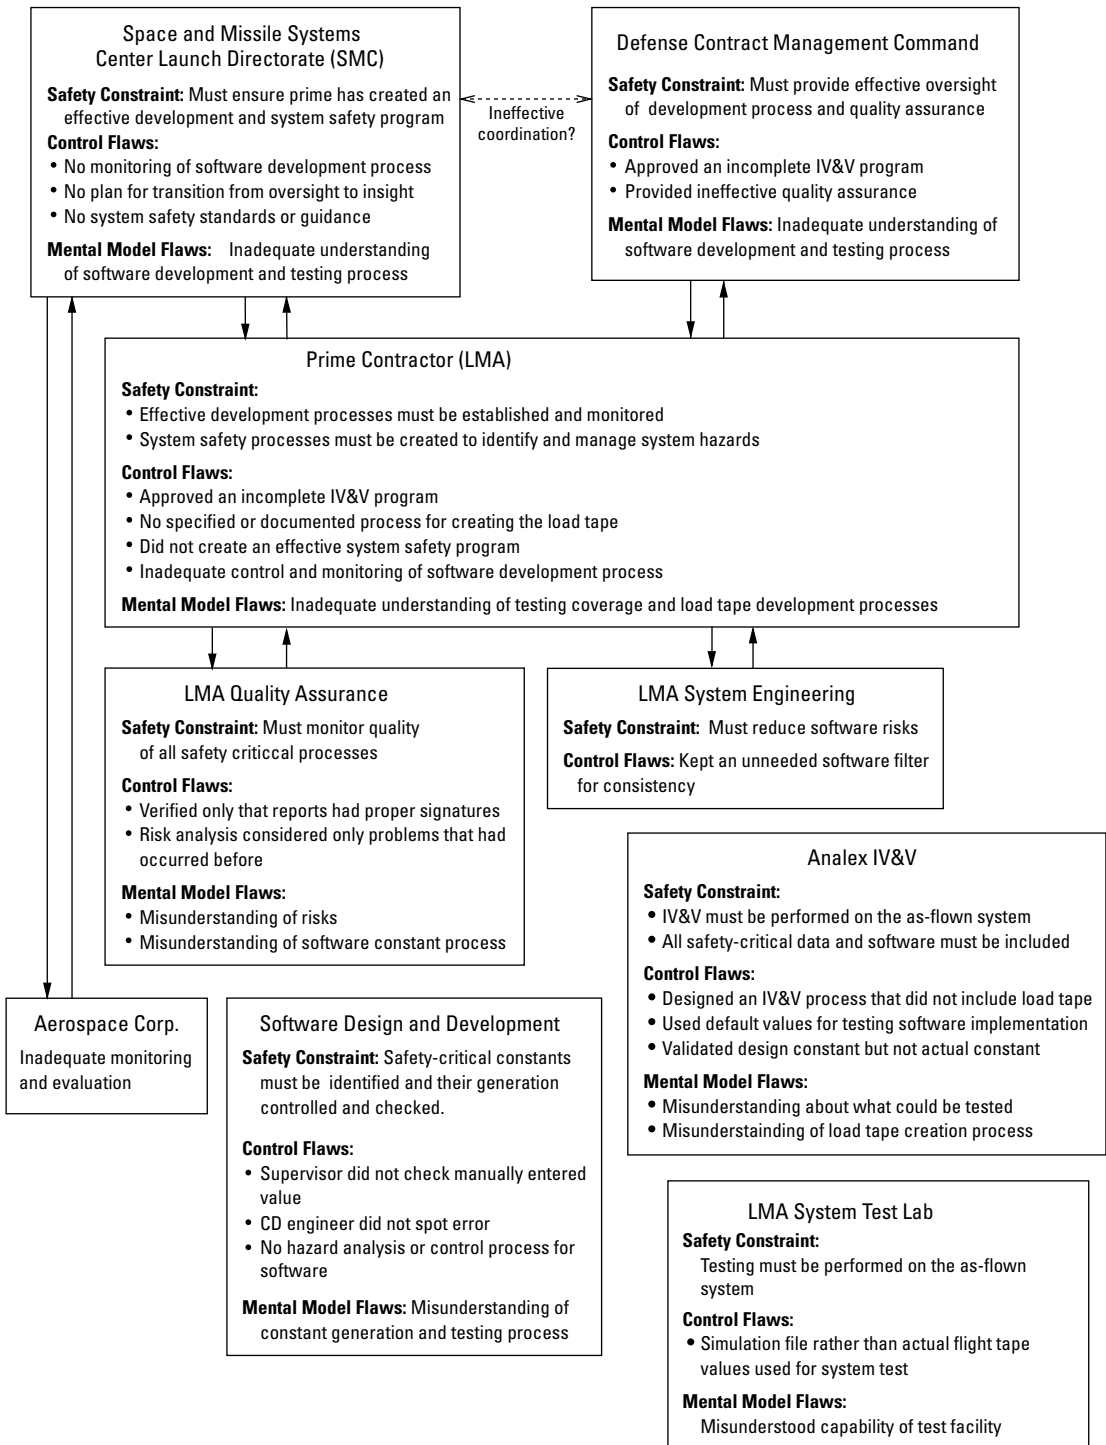 Space and Missile Systems
Center Launch Directorate (SMC)
Safety Constraint: Must ensure prime has created an
effective development and system safety program
Control Flaws:
• No monitoring of software development process
• No plan for transition from oversight to insight
• No system safety standards or guidance
Mental Model Flaws: Inadequate understanding
of software development and testing process
Ineffective
coordination?
Defense Contract Management Command
Safety Constraint: Must provide effective oversight
of development process and quality assurance
Control Flaws:
• Approved an incomplete IV&V program
• Provided ineffective quality assurance
Mental Model Flaws: Inadequate understanding of
software development and testing process
Prime Contractor (LMA)
Safety Constraint:
• Effective development processes must be established and monitored
• System safety processes must be created to identify and manage system hazards
Control Flaws:
• Approved an incomplete IV&V program
• No specified or documented process for creating the load tape
• Did not create an effective system safety program
• Inadequate control and monitoring of software development process
Mental Model Flaws: Inadequate understanding of testing coverage and load tape development processes
LMA Quality Assurance
Safety Constraint: Must monitor quality
of all safety criticcal processes
Control Flaws:
• Verified only that reports had proper signatures
• Risk analysis considered only problems that had
occurred before
Mental Model Flaws:
• Misunderstanding of risks
• Misunderstanding of software constant process
LMA System Engineering
Safety Constraint: Must reduce software risks
Control Flaws: Kept an unneeded software filter
for consistency
Analex IV&V
Safety Constraint:
• IV&V must be performed on the as-flown system
• All safety-critical data and software must be included
Control Flaws:
• Designed an IV&V process that did not include load tape
• Used default values for testing software implementation
• Validated design constant but not actual constant
Mental Model Flaws:
• Misunderstanding about what could be tested
• Misunderstainding of load tape creation process
Aerospace Corp.
Inadequate monitoring
and evaluation
Software Design and Development
Safety Constraint: Safety-critical constants
must be identified and their generation
controlled and checked.
Control Flaws:
• Supervisor did not check manually entered
value
• CD engineer did not spot error
• No hazard analysis or control process for
software
Mental Model Flaws: Misunderstanding of
constant generation and testing process
LMA System Test Lab
Safety Constraint:
Testing must be performed on the as-flown
system
Control Flaws:
• Simulation file rather than actual flight tape
values used for system test
Mental Model Flaws:
Misunderstood capability of test facility